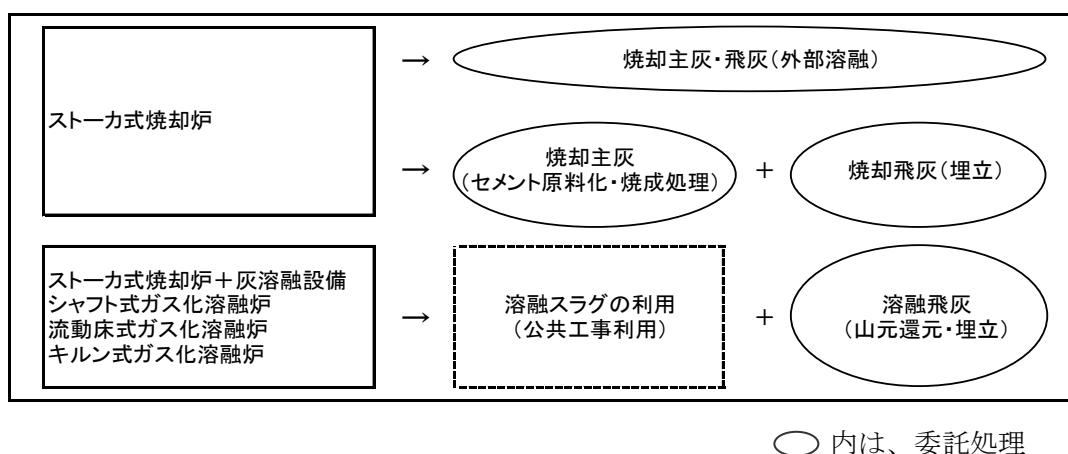 → 焼却主灰・飛灰(外部溶融)
ストーカ式焼却炉
→ 焼却主灰
(セメント原料化・焼成処理)
+ 焼却飛灰(埋立)
ストーカ式焼却炉+灰溶融設備
シャフト式ガス化溶融炉
流動床式ガス化溶融炉
キルン式ガス化溶融炉
→ 溶融スラグの利用
(公共工事利用)
+ 溶融飛灰
(山元還元・埋立)
内は、委託処理